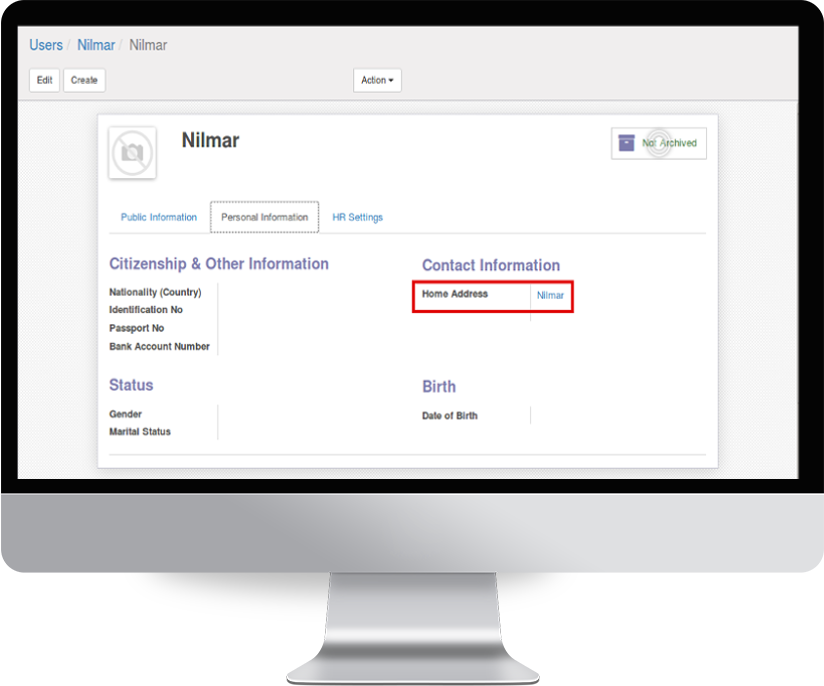 Users / Nilmar / Nilmar
Edit Create Action
Nilmar
Not Archived
Public Information Personal Information HR Settings
Citizenship & Other Information
Nationality (Country)
Identification No
Passport No
Bank Account Number
Contact Information
Home Address Nilmar
Status
Gender
Marital Status
Birth
Date of Birth